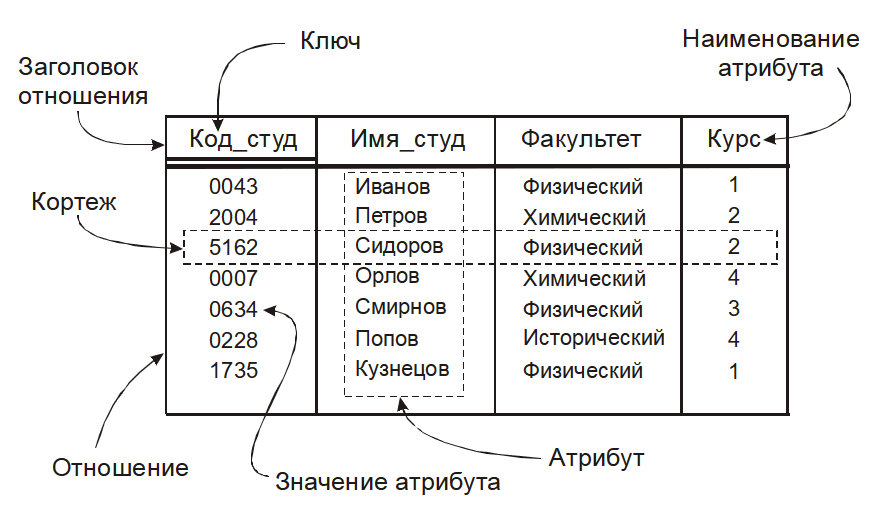 Ключ
Наименование
атрибута
Заголовок
отношения
Код_студ Имя_студ Факультет Курс
0043 Иванов Физический 1
2004 Петров Химический 2
Кортеж
5162 Сидоров Физический 2
0007 Орлов Химический 4
0634 Смирнов Физический 3
0228 Попов Исторический 4
1735 Кузнецов Физический 1
Отношение
Значение атрибута
Атрибут